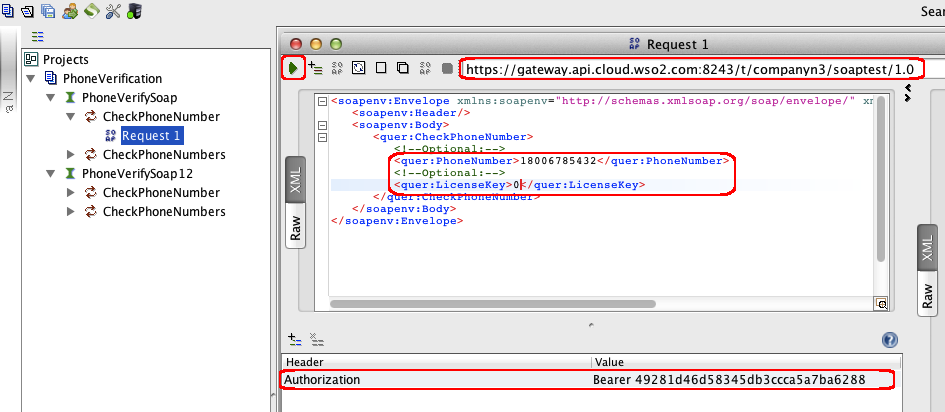 Sear
Na
Projects
PhoneVerification
PhoneVerifySoap
CheckPhoneNumber
Request 1
CheckPhoneNumbers
PhoneVerifySoap12
CheckPhoneNumber
CheckPhoneNumbers
Request 1
https://gateway.api.cloud.wso2.com:8243/t/companyn3/soaptest/1.0
XML
Raw
<soapenv:Envelope xmlns:soapenv="http://schemas.xmlsoap.org/soap/envelope/" xm
<soapenv:Header/>
<soapenv:Body>
<quer:CheckPhoneNumber>
<!--Optional:-->
<quer:PhoneNumber>18006785432</quer:PhoneNumber>
<!--Optional:-->
<quer:LicenseKey>0</quer:LicenseKey>
</quer:CheckPhoneNumber>
</soapenv:Body>
</soapenv:Envelope>
XML
Raw
Header Value
Authorization Bearer 49281d46d58345db3ccca5a7ba6288